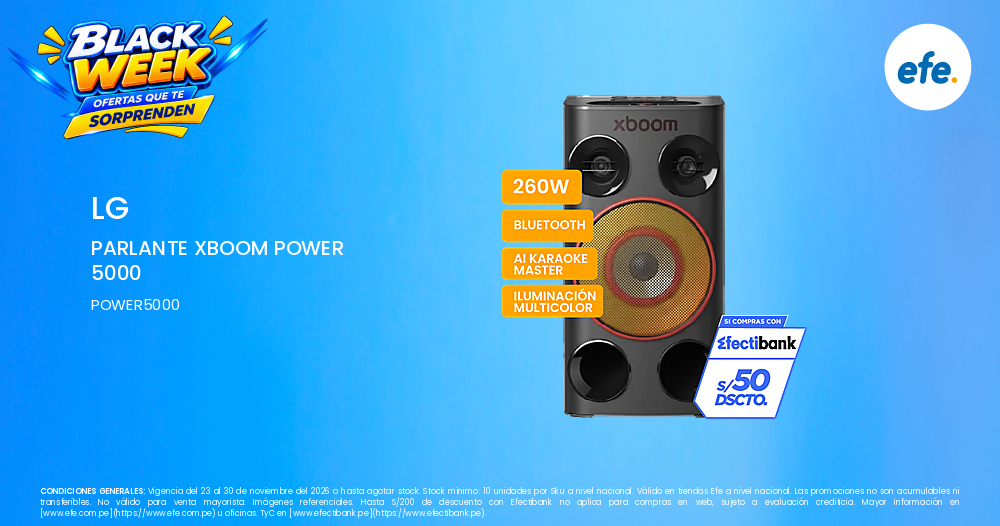 BLACK
WEEK
OFERTAS QUE TE
SORPRENDEN
efe.
LG
PARLANTE XBOOM POWER
5000
POWER5000
xboom
260W
BLUETOOTH
AI KARAOKE
MASTER
ILUMINACIÓN
MULTICOLOR
SI COMPRAS CON
Efectibank
S/50
DSCTO.
CONDICIONES GENERALES: Vigencia del 23 al 30 de noviembre del 2026 o hasta agotar stock. Stock mínimo: 10 unidades por Sku a nivel nacional. Válido en tiendas Efe a nivel nacional. Las promociones no son acumulables ni
transferibles. No válido para venta mayorista. Imágenes referenciales. Hasta S/200 de descuento con Efectibank no aplica para compras en web, sujeto a evaluación crediticia. Mayor información en
[www.efe.com.pe](https://www.efe.com.pe) u oficinas. TyC en [www.efectibank.pe](https://www.efectibank.pe).